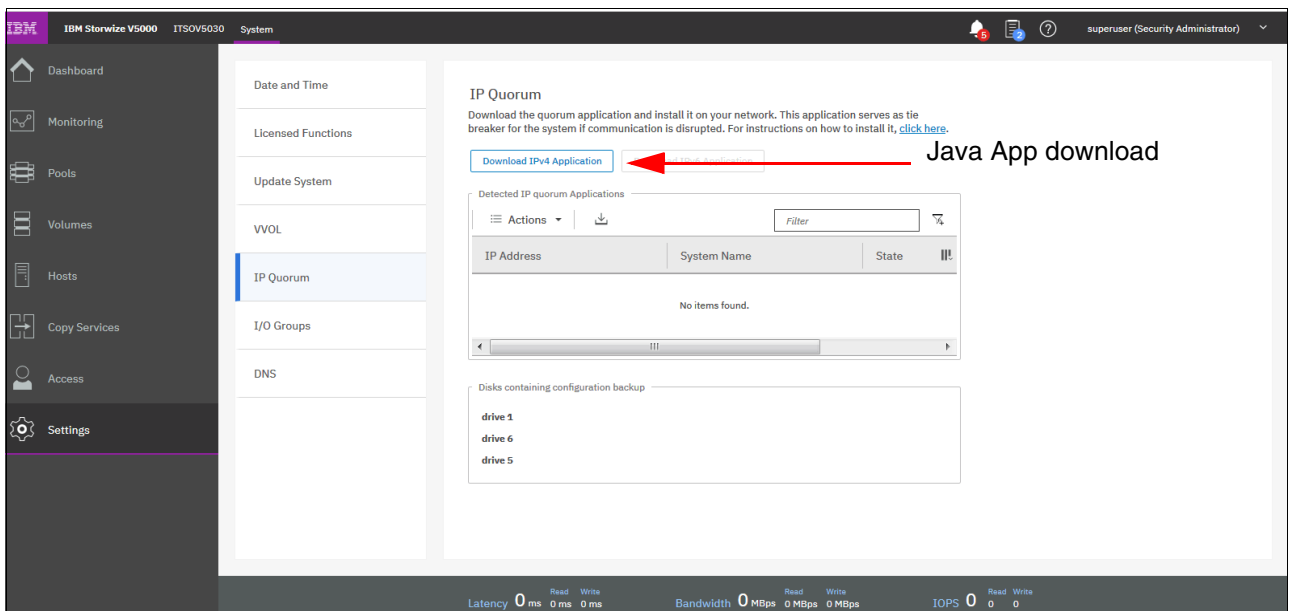 IBM
IBM Storwize V5000 ITSOV5030 System
5
2
?
superuser (Security Administrator)
Dashboard
Monitoring
Pools
Volumes
Hosts
Copy Services
Access
Settings
Date and Time
Licensed Functions
Update System
VVOL
IP Quorum
I/O Groups
DNS
IP Quorum
Download the quorum application and install it on your network. This application serves as tie
breaker for the system if communication is disrupted. For instructions on how to install it, click here.
Download IPv4 Application
Application
Java App download
Detected IP quorum Applications
Actions
Filter
IP Address System Name State
No items found.
Disks containing configuration backup
drive 1
drive 6
drive 5
Read Write
Latency 0 ms 0 ms 0 ms
Read Write
Bandwidth 0 MBps 0 MBps 0 MBps
Read Write
IOPS 0 0 0